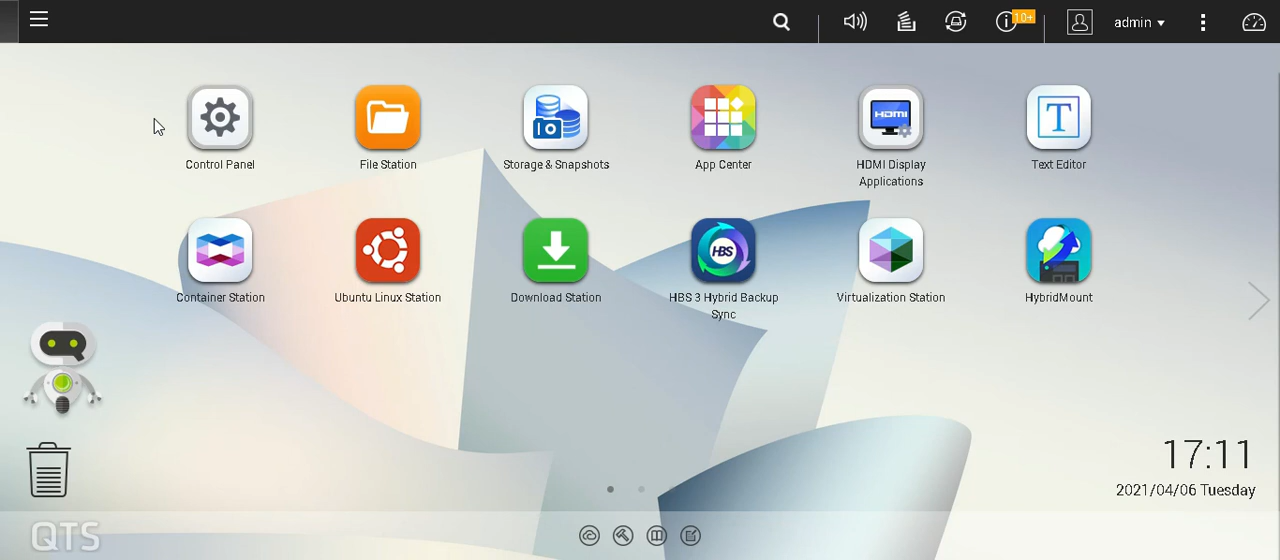 10+
admin
Control Panel
File Station
Storage & Snapshots
App Center
HDMI
HDMI Display
Applications
T
Text Editor
Container Station
Ubuntu Linux Station
Download Station
HBS
HBS 3 Hybrid Backup
Sync
Virtualization Station
HybridMount
17:11
2021/04/06 Tuesday
QTS